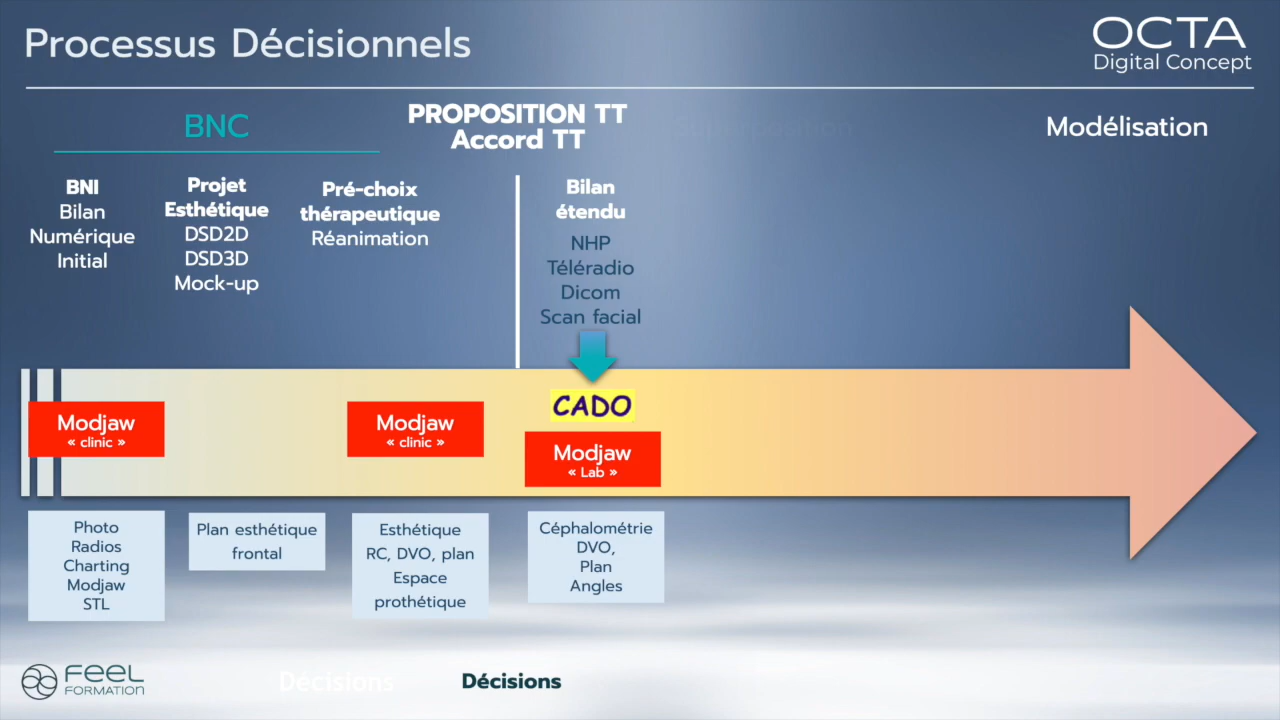 Processus Décisionnels
OCTA
Digital Concept
BNC
PROPOSITION TT
Accord TT
Modélisation
BNI
Bilan
Numérique
Initial
Projet
Esthétique
DSD2D
DSD3D
Mock-up
Pré-choix
thérapeutique
Réanimation
Bilan
étendu
NHP
Téléradio
Dicom
Scan facial
Modjaw
« clinic »
Modjaw
« clinic »
CADO
Modjaw
« Lab »
Photo
Radios
Charting
Modjaw
STL
Plan esthétique
frontal
Esthétique
RC, DVO, plan
Espace
prothétique
Céphalométrie
DVO,
Plan
Angles
FEEL
FORMATION
Décisions
Décisions